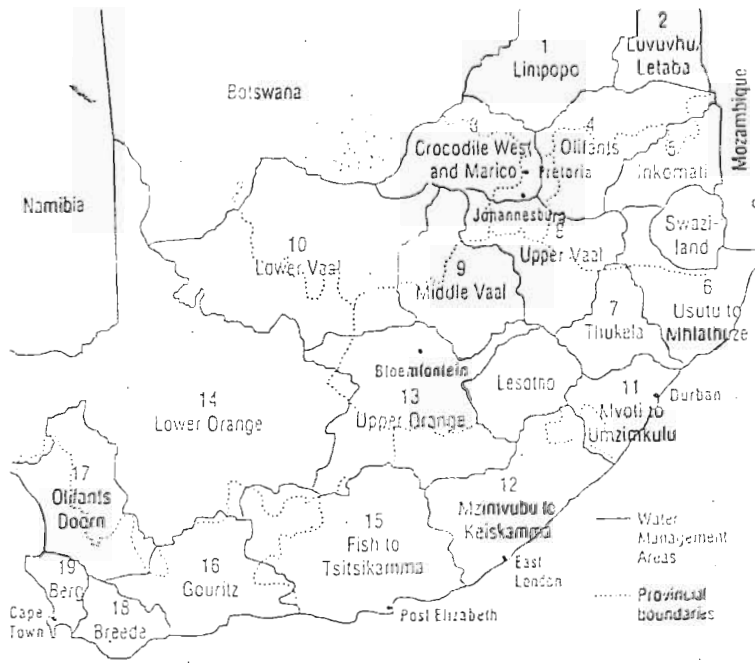 1
Limpopo
2
Luvuvhu/
Letaba
Mozambique
Botswana
3
Crocodile West
and Marico
4
Olifants
5
Inkomati
Pretoria
Johannesburg
Namibia
Swazi-
land
8
Upper Vaal
10
Lower Vaal
9
Middle Vaal
6
Usutu to
Mhlathuze
7
Thukela
Bloemfontein
Lesotho
11
Mvoti to
Umzimkulu
Durban
13
Upper Orange
14
Lower Orange
17
Olifants
Doorn
12
Mzimvubu to
Keiskamma
15
Fish to
Tsitsikamma
16
Gouritz
East
London
19
Berg
18
Breede
Cape
Town
Port Elizabeth
Water
Management
Areas
Provincial
boundaries